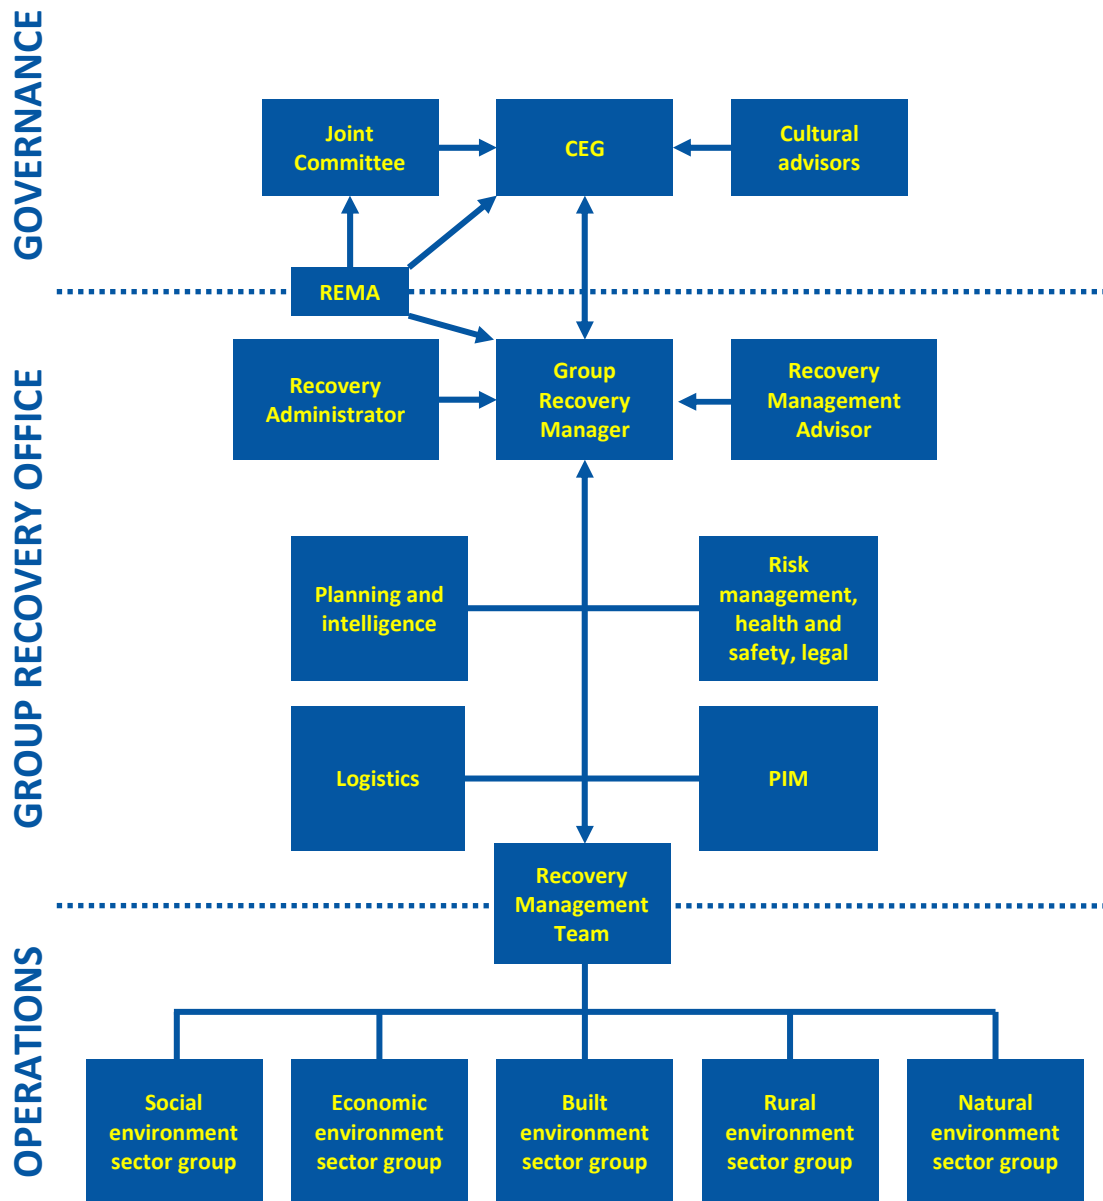 GOVERNANCE
Joint
Committee
CEG
Cultural
advisors
REMA
GROUP RECOVERY OFFICE
Recovery
Administrator
Group
Recovery
Manager
Recovery
Management
Advisor
Planning and
intelligence
Risk
management,
health and
safety, legal
Logistics
PIM
Recovery
Management
Team
OPERATIONS
Social
environment
sector group
Economic
environment
sector group
Built
environment
sector group
Rural
environment
sector group
Natural
environment
sector group